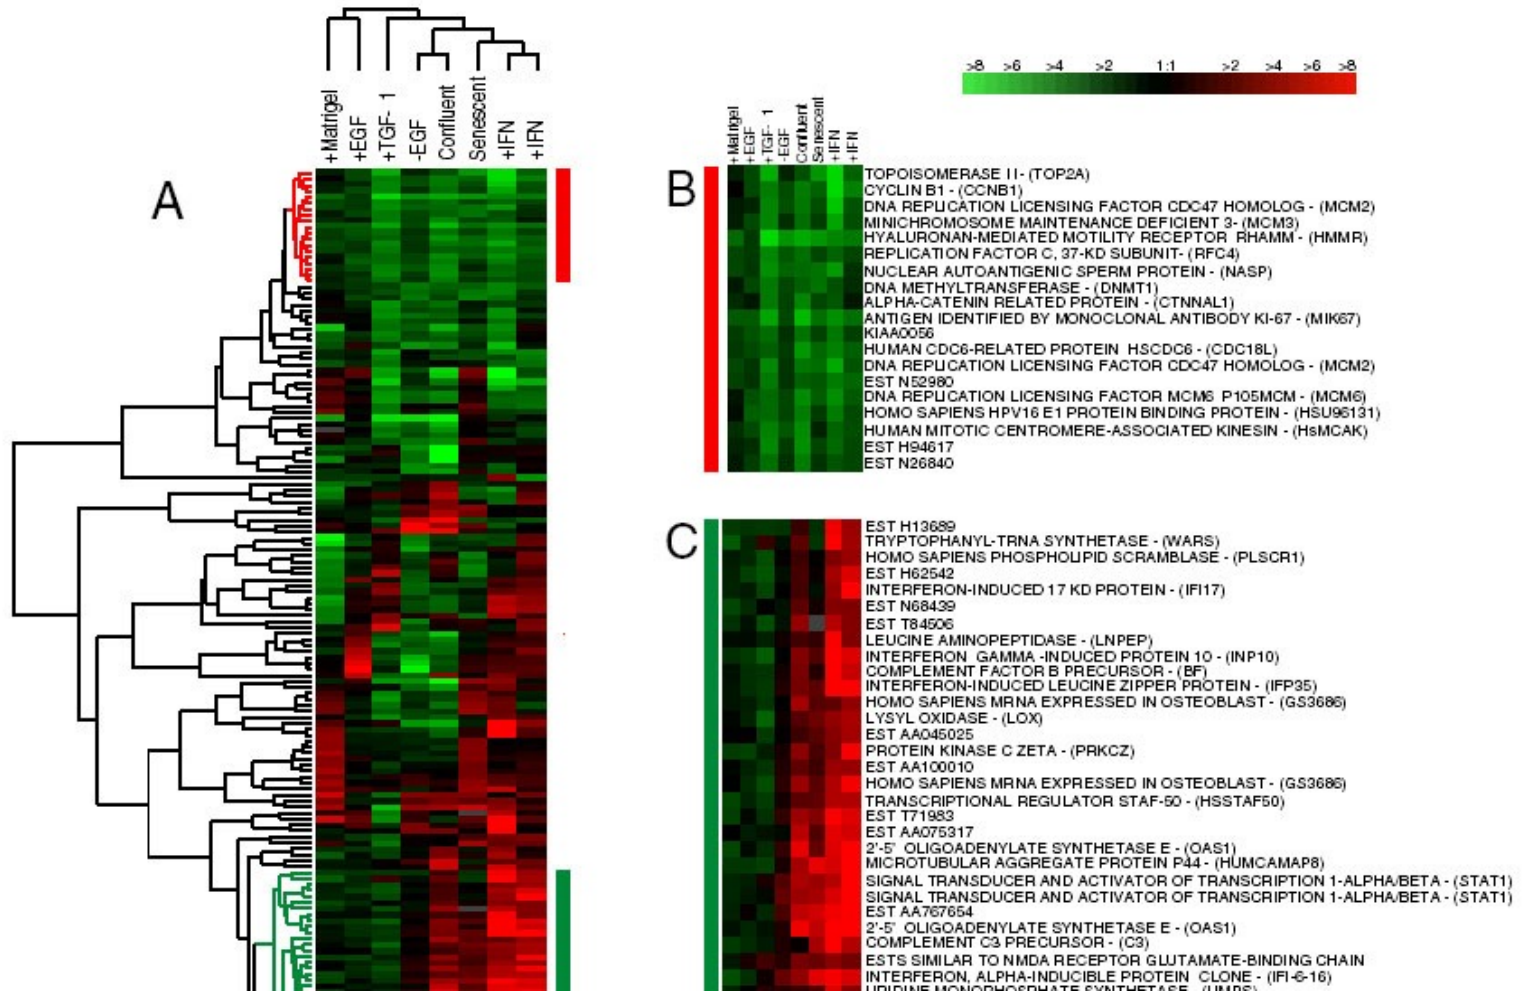 +Matrigel
+EGF
+TGF- 1
-EGF
Confluent
Senescent
+IFN
+IFN
A
>8 >6 >4 >2 1:1 >2 >4 >6 >8
+Matrigel
+EGF
+TGF- 1
-EGF
Confluent
Senescent
+IFN
+IFN
B
TOPOISOMERASE II- (TOP2A)
CYCLIN B1 - (CCNB1)
DNA REPLICATION LICENSING FACTOR CDC47 HOMOLOG - (MCM2)
MINICHROMOSOME MAINTENANCE DEFICIENT 3- (MCM3)
HYALURONAN-MEDIATED MOTILITY RECEPTOR RHAMM - (HMMR)
REPLICATION FACTOR C, 37-KD SUBUNIT- (RFC4)
NUCLEAR AUTOANTIGENIC SPERM PROTEIN - (NASP)
DNA METHYLTRANSFERASE - (DNMT1)
ALPHA-CATENIN RELATED PROTEIN - (CTNNAL1)
ANTIGEN IDENTIFIED BY MONOCLONAL ANTIBODY KI-67 - (MIK67)
KIAA0056
HUMAN CDC6-RELATED PROTEIN HSCDC6 - (CDC18L)
DNA REPLICATION LICENSING FACTOR CDC47 HOMOLOG - (MCM2)
EST N52980
DNA REPLICATION LICENSING FACTOR MCM6 P105MCM - (MCM6)
HOMO SAPIENS HPV16 E1 PROTEIN BINDING PROTEIN - (HSU96131)
HUMAN MITOTIC CENTROMERE-ASSOCIATED KINESIN - (HsMCAK)
EST H94617
EST N26840
C
EST H13689
TRYPTOPHANYL-TRNA SYNTHETASE - (WARS)
HOMO SAPIENS PHOSPHOLIPID SCRAMBLASE - (PLSCR1)
EST H62542
INTERFERON-INDUCED 17 KD PROTEIN - (IFI17)
EST N68439
EST T84506
LEUCINE AMINOPEPTIDASE - (LNPEP)
INTERFERON GAMMA -INDUCED PROTEIN 10 - (INP10)
COMPLEMENT FACTOR B PRECURSOR - (BF)
INTERFERON-INDUCED LEUCINE ZIPPER PROTEIN - (IFP35)
HOMO SAPIENS MRNA EXPRESSED IN OSTEOBLAST - (GS3686)
LYSYL OXIDASE - (LOX)
EST AA045025
PROTEIN KINASE C ZETA - (PRKCZ)
EST AA100010
HOMO SAPIENS MRNA EXPRESSED IN OSTEOBLAST - (GS3686)
TRANSCRIPTIONAL REGULATOR STAF-50 - (HSSTAF50)
EST T71983
EST AA075317
2'-5' OLIGOADENYLATE SYNTHETASE E - (OAS1)
MICROTUBULAR AGGREGATE PROTEIN P44 - (HUMCAMAP8)
SIGNAL TRANSDUCER AND ACTIVATOR OF TRANSCRIPTION 1-ALPHA/BETA - (STAT1)
SIGNAL TRANSDUCER AND ACTIVATOR OF TRANSCRIPTION 1-ALPHA/BETA - (STAT1)
EST AA767654
2'-5' OLIGOADENYLATE SYNTHETASE E - (OAS1)
COMPLEMENT C3 PRECURSOR - (C3)
ESTS SIMILAR TO NMDA RECEPTOR GLUTAMATE-BINDING CHAIN
INTERFERON, ALPHA-INDUCIBLE PROTEIN CLONE - (IFI-6-16)
URIDINE MONOPHOSPHATE SYNTHETASE - (UMPS)